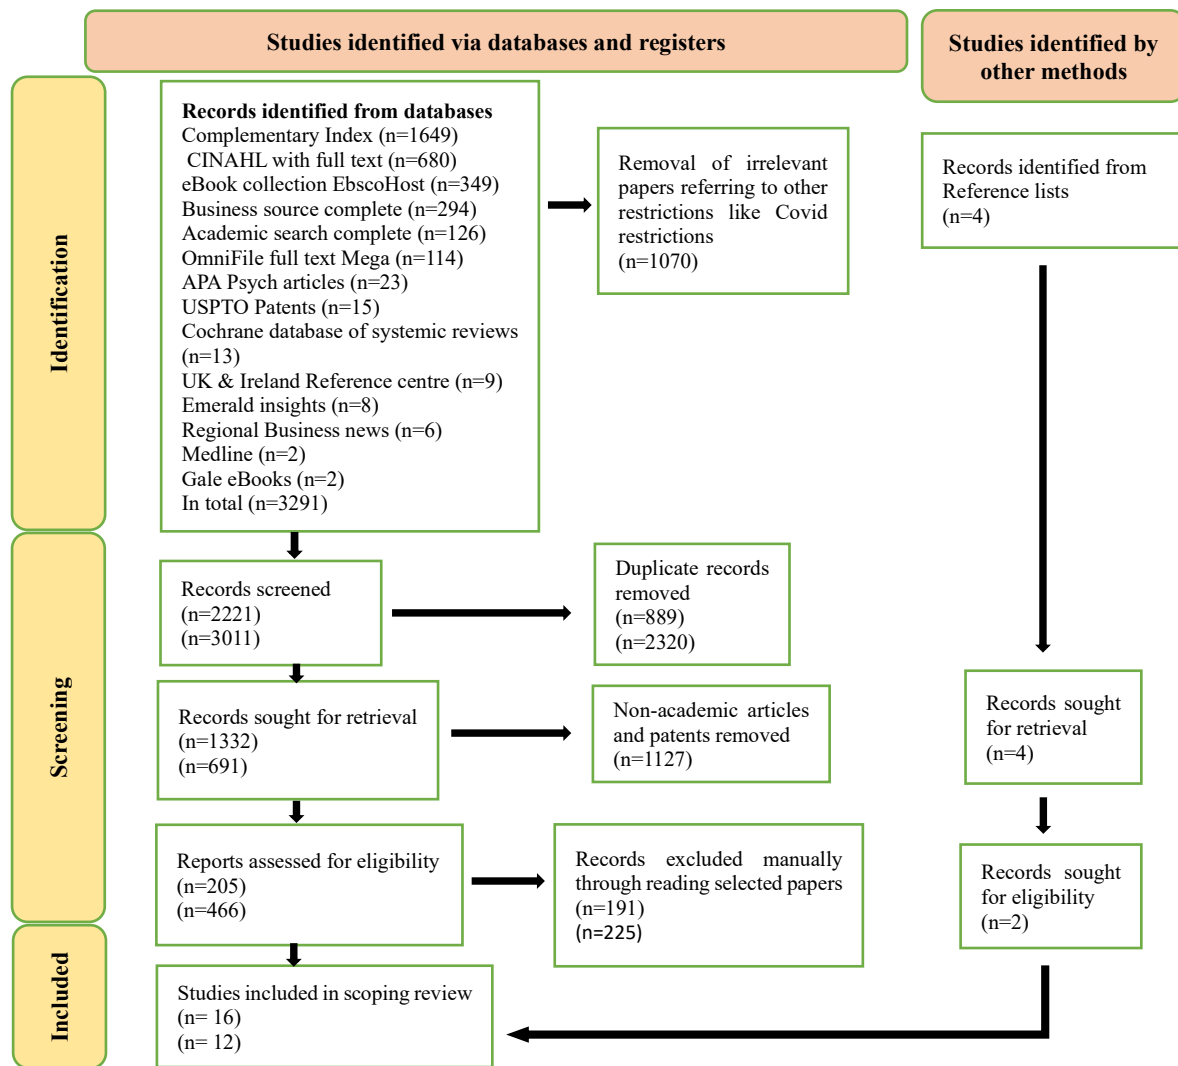 Studies identified via databases and registers
Studies identified by
other methods
Identification
Records identified from databases
Complementary Index (n=1649)
CINAHL with full text (n=680)
eBook collection EbscoHost (n=349)
Business source complete (n=294)
Academic search complete (n=126)
OmniFile full text Mega (n=114)
APA Psych articles (n=23)
USPTO Patents (n=15)
Cochrane database of systemic reviews
(n=13)
UK & Ireland Reference centre (n=9)
Emerald insights (n=8)
Regional Business news (n=6)
Medline (n=2)
Gale eBooks (n=2)
In total (n=3291)
Removal of irrelevant
papers referring to other
restrictions like Covid
restrictions
(n=1070)
Records identified from
Reference lists
(n=4)
Screening
Records screened
(n=2221)
(n=3011)
Duplicate records
removed
(n=889)
(n=2320)
Records sought for retrieval
(n=1332)
(n=691)
Non-academic articles
and patents removed
(n=1127)
Records sought
for retrieval
(n=4)
Reports assessed for eligibility
(n=205)
(n=466)
Records excluded manually
through reading selected papers
(n=191)
(n=225)
Records sought
for eligibility
(n=2)
Included
Studies included in scoping review
(n= 16)
(n= 12)